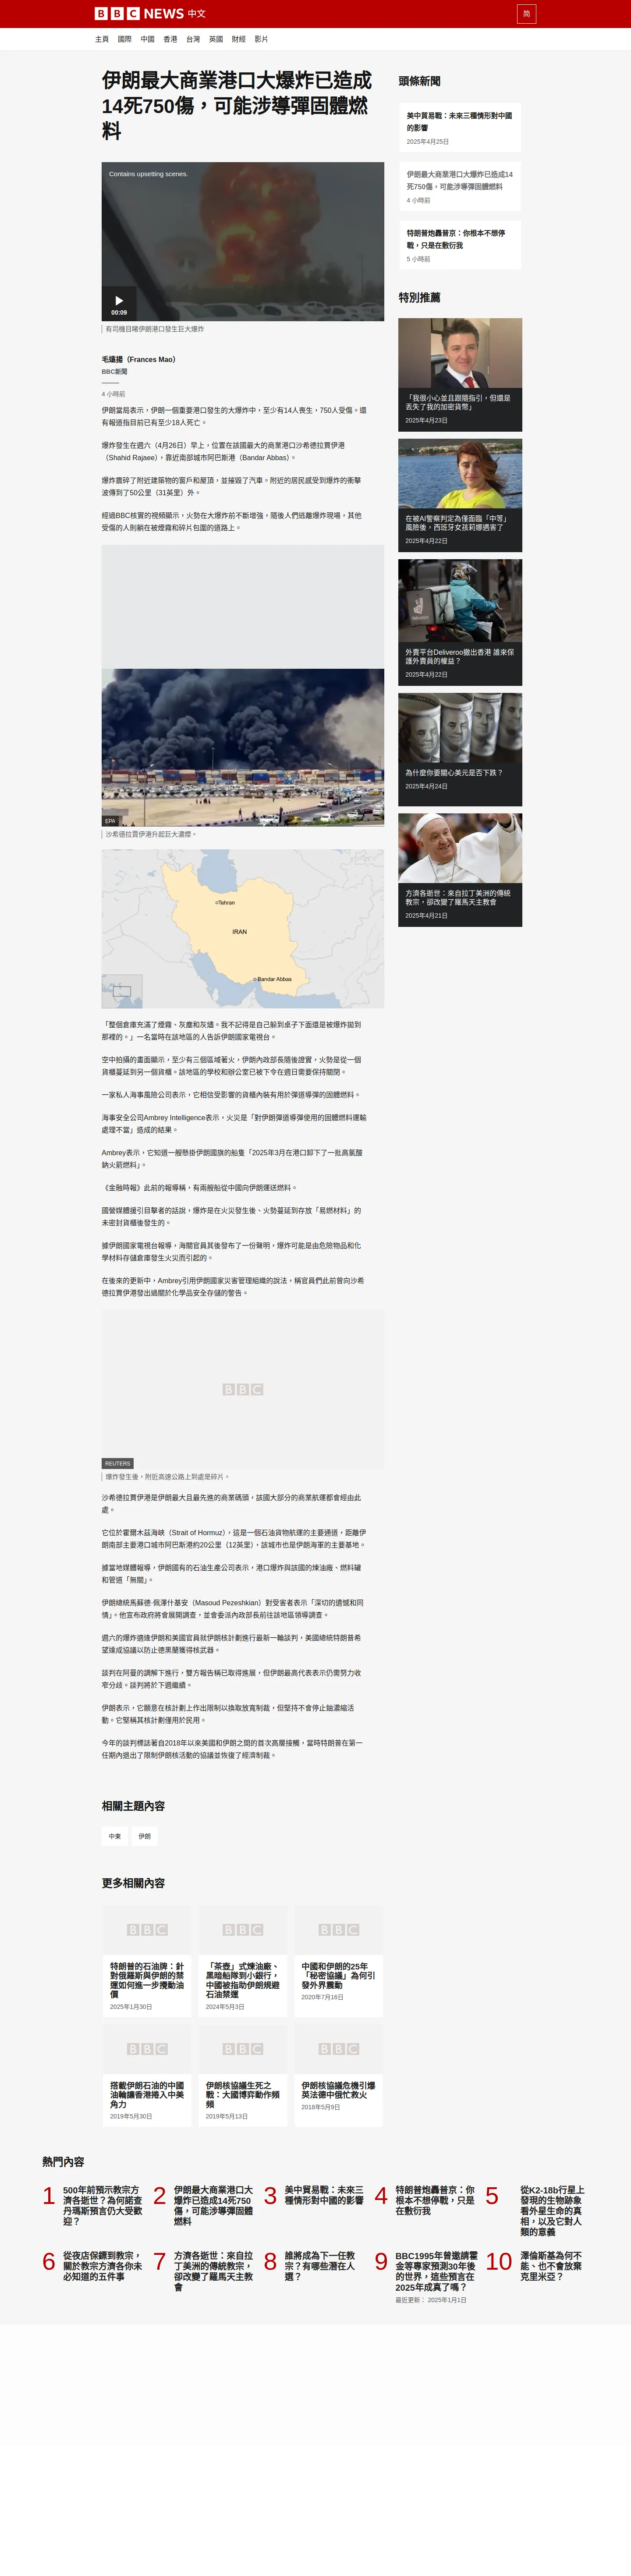 BBC NEWS 中文
简
主頁 國際 中國 香港 台灣 英國 財經 影片
伊朗最大商業港口大爆炸已造成
14死750傷，可能涉導彈固體燃
料
Contains upsetting scenes.
00:09
有司機目睹伊朗港口發生巨大爆炸
毛遠揚（Frances Mao）
BBC新聞
4 小時前
伊朗當局表示，伊朗一個重要港口發生的大爆炸中，至少有14人喪生，750人受傷。還
有報道指目前已有至少18人死亡。
爆炸發生在週六（4月26日）早上，位置在該國最大的商業港口沙希德拉賈伊港
（Shahid Rajaee），靠近南部城市阿巴斯港（Bandar Abbas）。
爆炸震碎了附近建築物的窗戶和屋頂，並摧毀了汽車。附近的居民感受到爆炸的衝擊
波傳到了50公里（31英里）外。
經過BBC核實的視頻顯示，火勢在大爆炸前不斷增強，隨後人們逃離爆炸現場，其他
受傷的人則躺在被煙霧和碎片包圍的道路上。
EPA
沙希德拉賈伊港升起巨大濃煙。
Tehran
IRAN
Bandar Abbas
「整個倉庫充滿了煙霧、灰塵和灰燼。我不記得是自己躲到桌子下面還是被爆炸拋到
那裡的。」一名當時在該地區的人告訴伊朗國家電視台。
空中拍攝的畫面顯示，至少有三個區域著火，伊朗內政部長隨後證實，火勢是從一個
貨櫃蔓延到另一個貨櫃。該地區的學校和辦公室已被下令在週日需要保持關閉。
一家私人海事風險公司表示，它相信受影響的貨櫃內裝有用於彈道導彈的固體燃料。
海事安全公司Ambrey Intelligence表示，火災是「對伊朗彈道導彈使用的固體燃料運輸
處理不當」造成的結果。
Ambrey表示，它知道一艘懸掛伊朗國旗的船隻「2025年3月在港口卸下了一批高氯酸
鈉火箭燃料」。
《金融時報》此前的報導稱，有兩艘船從中國向伊朗運送燃料。
國營媒體援引目擊者的話說，爆炸是在火災發生後、火勢蔓延到存放「易燃材料」的
未密封貨櫃後發生的。
據伊朗國家電視台報導，海關官員其後發布了一份聲明，爆炸可能是由危險物品和化
學材料存儲倉庫發生火災而引起的。
在後來的更新中，Ambrey引用伊朗國家災害管理組織的說法，稱官員們此前曾向沙希
德拉賈伊港發出過關於化學品安全存儲的警告。
BBC
REUTERS
爆炸發生後，附近高速公路上到處是碎片。
沙希德拉賈伊港是伊朗最大且最先進的商業碼頭，該國大部分的商業航運都會經由此
處。
它位於霍爾木茲海峽（Strait of Hormuz），這是一個石油貨物航運的主要通道，距離伊
朗南部主要港口城市阿巴斯港約20公里（12英里），該城市也是伊朗海軍的主要基地。
據當地媒體報導，伊朗國有的石油生產公司表示，港口爆炸與該國的煉油廠、燃料罐
和管道「無關」。
伊朗總統馬蘇德·佩澤什基安（Masoud Pezeshkian）對受害者表示「深切的遺憾和同
情」。他宣布政府將會展開調查，並會委派內政部長前往該地區領導調查。
週六的爆炸適逢伊朗和美國官員就伊朗核計劃進行最新一輪談判，美國總統特朗普希
望達成協議以防止德黑蘭獲得核武器。
談判在阿曼的調解下進行，雙方報告稱已取得進展，但伊朗最高代表表示仍需努力收
窄分歧。談判將於下週繼續。
伊朗表示，它願意在核計劃上作出限制以換取放寬制裁，但堅持不會停止鈾濃縮活
動。它堅稱其核計劃僅用於民用。
今年的談判標誌著自2018年以來美國和伊朗之間的首次高層接觸，當時特朗普在第一
任期內退出了限制伊朗核活動的協議並恢復了經濟制裁。
相關主題內容
中東 伊朗
更多相關內容
BBC BBC BBC
特朗普的石油牌：針
對俄羅斯與伊朗的禁
運如何進一步攪動油
價
2025年1月30日
「茶壺」式煉油廠、
黑暗船隊到小銀行，
中國被指助伊朗規避
石油禁運
2024年5月3日
中國和伊朗的25年
「秘密協議」為何引
發外界震動
2020年7月16日
BBC BBC BBC
搭載伊朗石油的中國
油輪讓香港捲入中美
角力
2019年5月30日
伊朗核協議生死之
戰：大國博弈動作頻
頻
2019年5月13日
伊朗核協議危機引爆
英法德中俄忙救火
2018年5月9日
頭條新聞
美中貿易戰：未來三種情形對中國
的影響
2025年4月25日
伊朗最大商業港口大爆炸已造成14
死750傷，可能涉導彈固體燃料
4 小時前
特朗普炮轟普京：你根本不想停
戰，只是在敷衍我
5 小時前
特別推薦
「我很小心並且跟隨指引，但還是
丟失了我的加密貨幣」
2025年4月23日
在被AI警察判定為僅面臨「中等」
風險後，西班牙女孩莉娜遇害了
2025年4月22日
外賣平台Deliveroo撤出香港 誰來保
護外賣員的權益？
2025年4月22日
為什麼你要關心美元是否下跌？
2025年4月24日
方濟各逝世：來自拉丁美洲的傳統
教宗，卻改變了羅馬天主教會
2025年4月21日
熱門內容
1
500年前預示教宗方
濟各逝世？為何諾查
丹瑪斯預言仍大受歡
迎？
2
伊朗最大商業港口大
爆炸已造成14死750
傷，可能涉導彈固體
燃料
3
美中貿易戰：未來三
種情形對中國的影響
4
特朗普炮轟普京：你
根本不想停戰，只是
在敷衍我
5
從K2-18b行星上
發現的生物跡象
看外星生命的真
相，以及它對人
類的意義
6
從夜店保鏢到教宗，
關於教宗方濟各你未
必知道的五件事
7
方濟各逝世：來自拉
丁美洲的傳統教宗，
卻改變了羅馬天主教
會
8
誰將成為下一任教
宗？有哪些潛在人
選？
9
BBC1995年曾邀請霍
金等專家預測30年後
的世界，這些預言在
2025年成真了嗎？
最近更新： 2025年1月1日
10
澤倫斯基為何不
能、也不會放棄
克里米亞？